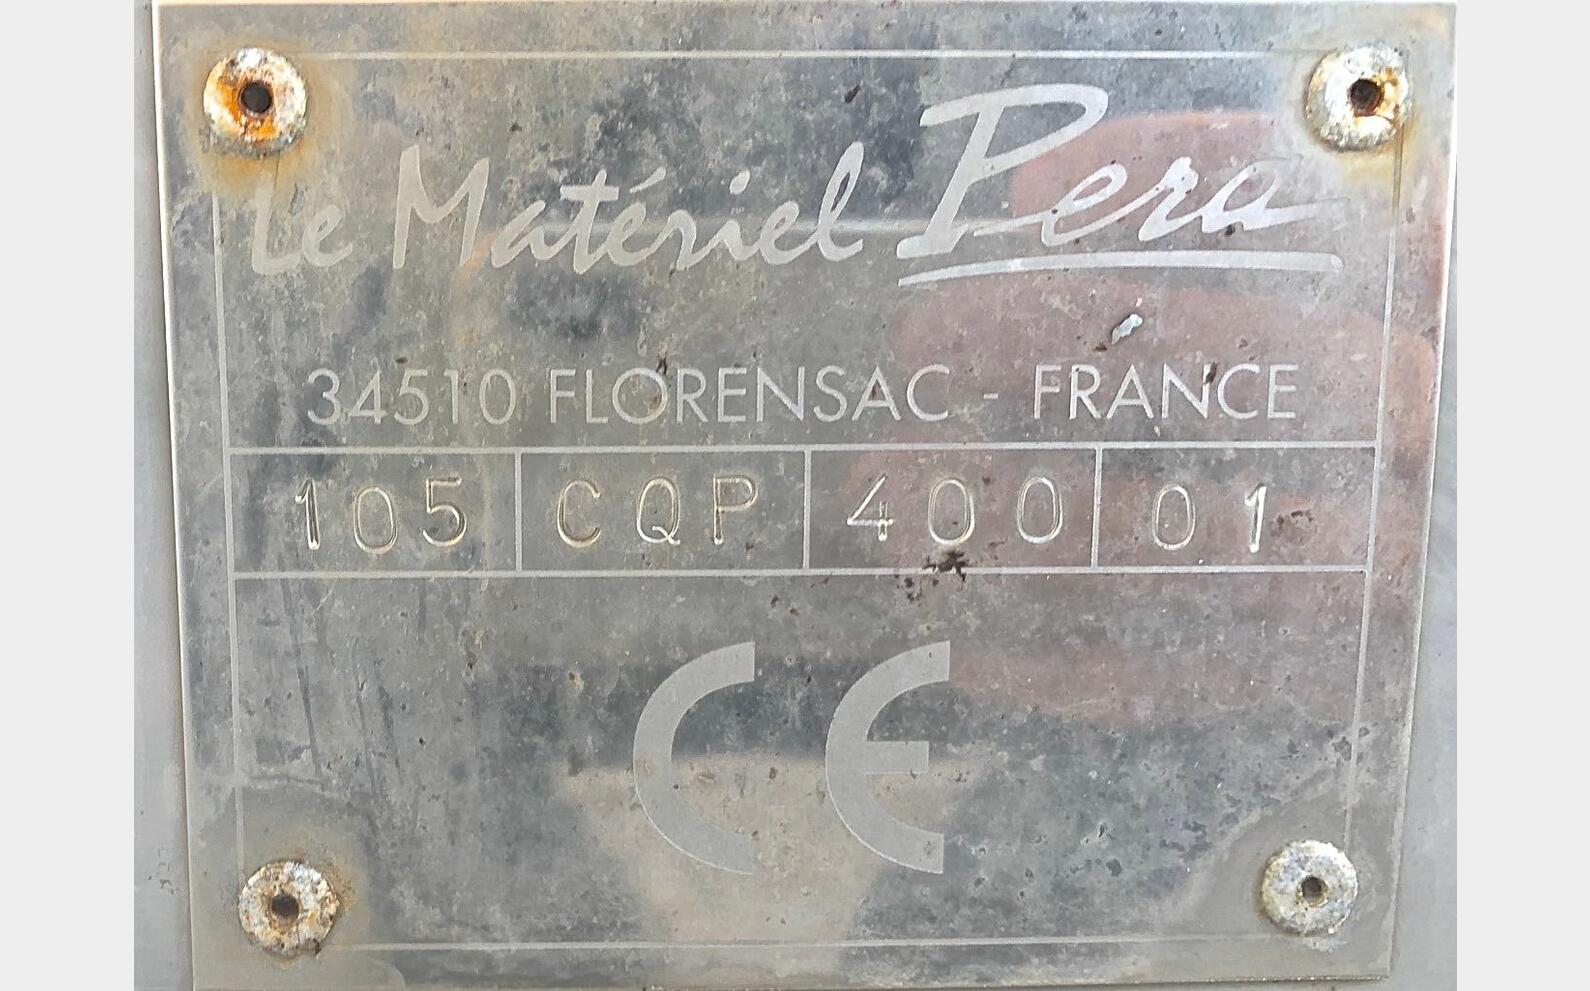 Le Matériel Pera
34510 FLORENSAC - FRANCE
105 CQP 400 01
CE